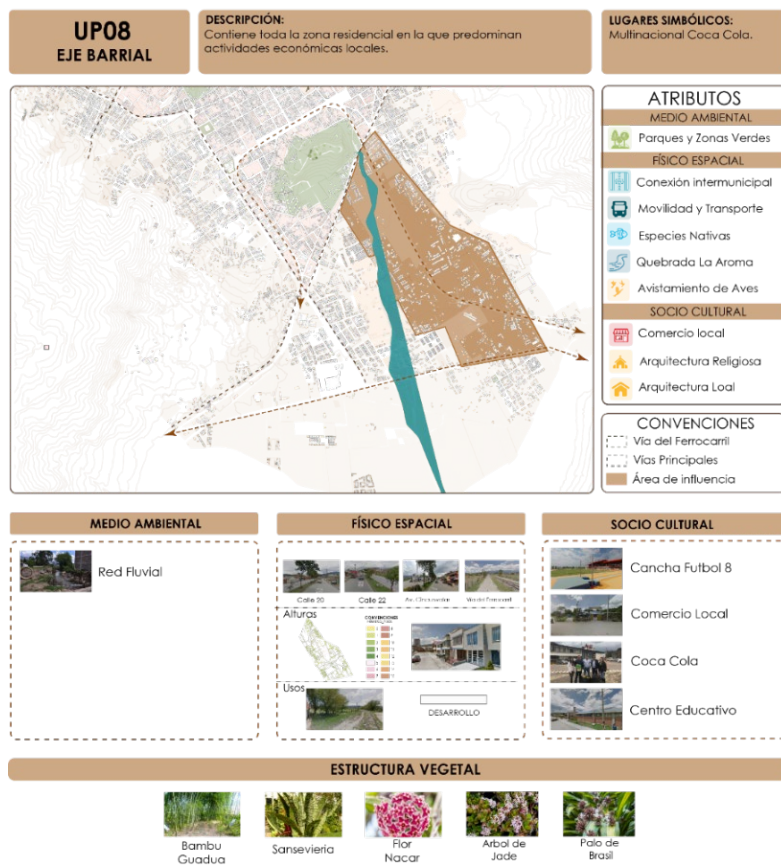 UP08
EJE BARRIAL
DESCRIPCIÓN:
Contiene toda la zona residencial en la que predominan
actividades económicas locales.
LUGARES SIMBÓLICOS:
Multinacional Coca Cola.
ATRIBUTOS
MEDIO AMBIENTAL
Parques y Zonas Verdes
FÍSICO ESPACIAL
Conexión intermunicipal
Movilidad y Transporte
Especies Nativas
Quebrada La Aroma
Avistamiento de Aves
SOCIO CULTURAL
Comercio local
Arquitectura Religiosa
Arquitectura Loal
CONVENCIONES
Vía del Ferrocarril
Vías Principales
Área de influencia
MEDIO AMBIENTAL
Red Fluvial
FÍSICO ESPACIAL
Calle 20
Calle 22
Alturas
CONVENCIONES
Usos
DESARROLLO
SOCIO CULTURAL
Cancha Futbol 8
Comercio Local
Coca Cola
Centro Educativo
ESTRUCTURA VEGETAL
Bambu
Guadua
Sansevieria
Flor
Nacar
Arbol de
Jade
Palo de
Brasil